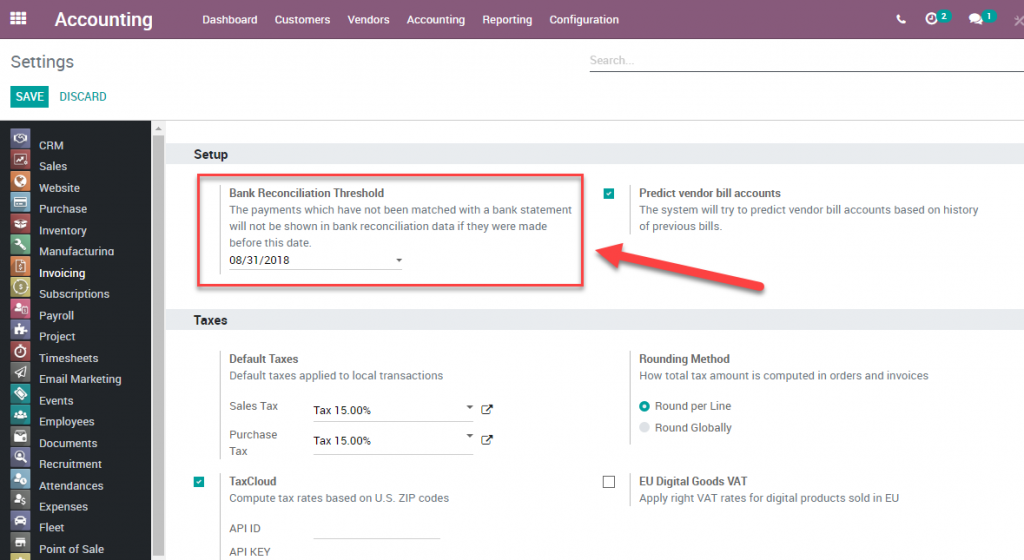 Accounting
Dashboard Customers Vendors Accounting Reporting Configuration
2 1
Settings
Search...
SAVE DISCARD
CRM
Sales
Website
Purchase
Inventory
Manufacturing
Invoicing
Subscriptions
Payroll
Project
Timesheets
Email Marketing
Events
Employees
Documents
Recruitment
Attendances
Expenses
Fleet
Point of Sale
Setup
Bank Reconciliation Threshold
The payments which have not been matched with a bank statement
will not be shown in bank reconciliation data if they were made
before this date.
08/31/2018
Predict vendor bill accounts
The system will try to predict vendor bill accounts based on history
of previous bills.
Taxes
Default Taxes
Default taxes applied to local transactions
Sales Tax Tax 15.00%
Purchase Tax 15.00%
Tax
Rounding Method
How total tax amount is computed in orders and invoices
Round per Line
Round Globally
TaxCloud
Compute tax rates based on U.S. ZIP codes
API ID
API KEY
EU Digital Goods VAT
Apply right VAT rates for digital products sold in EU